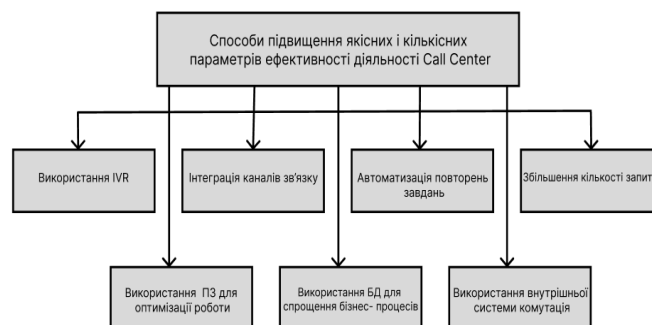 Способи підвищення якісних і кількісних
параметрів ефективності діяльності Call Center
Використання IVR
Інтеграція каналів зв'язку
Автоматизація повторень
завдань
Збільшення кількості запит
Використання ПЗ для
оптимізації роботи
Використання БД для
спрощення бізнес- процесів
Використання внутрішньої
системи комутація